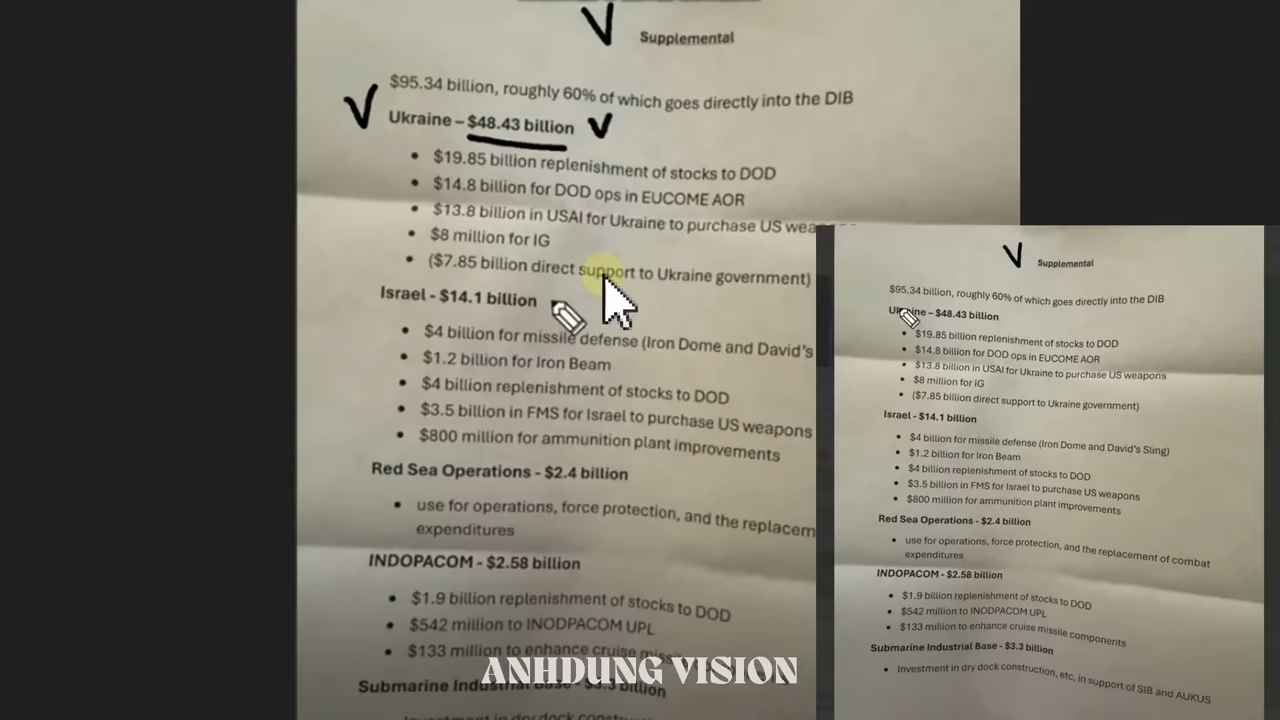 Supplemental
$95.34 billion, roughly 60% of which goes directly into the DIB
Ukraine – $48.43 billion
• $19.85 billion replenishment of stocks to DOD
• $14.8 billion for DOD ops in EUCOME AOR
• $13.8 billion in USAI for Ukraine to purchase US wea
• $8 million for IG
• ($7.85 billion direct support to Ukraine government)
Israel - $14.1 billion
• $4 billion for missile defense (Iron Dome and David's
• $1.2 billion for Iron Beam
• $4 billion replenishment of stocks to DOD
• $3.5 billion in FMS for Israel to purchase US weapons
• $800 million for ammunition plant improvements
Red Sea Operations - $2.4 billion
• use for operations, force protection, and the replacem
expenditures
INDOPACOM - $2.58 billion
• $1.9 billion replenishment of stocks to DOD
• $542 million to INODPACOM UPL
• $133 million to enhance cruise
Submarine Industrial Base - $3.3 billion
ANHDUNG VISION
Supplemental
$95.34 billion, roughly 60% of which goes directly into the DIB
Ukraine – $48.43 billion
• $19.85 billion replenishment of stocks to DOD
• $14.8 billion for DOD ops in EUCOME AOR
• $13.8 billion in USAI for Ukraine to purchase US weapons
• $8 million for IG
• ($7.85 billion direct support to Ukraine government)
Israel - $14.1 billion
• $4 billion for missile defense (Iron Dome and David's Sling)
• $1.2 billion for Iron Beam
• $4 billion replenishment of stocks to DOD
• $3.5 billion in FMS for Israel to purchase US weapons
• $800 million for ammunition plant improvements
Red Sea Operations - $2.4 billion
• use for operations, force protection, and the replacement of combat
expenditures
INDOPACOM - $2.58 billion
• $1.9 billion replenishment of stocks to DOD
• $542 million to INODPACOM UPL
• $133 million to enhance cruise missile components
Submarine Industrial Base - $3.3 billion
• Investment in dry dock construction, etc, in support of SIB and AUKUS